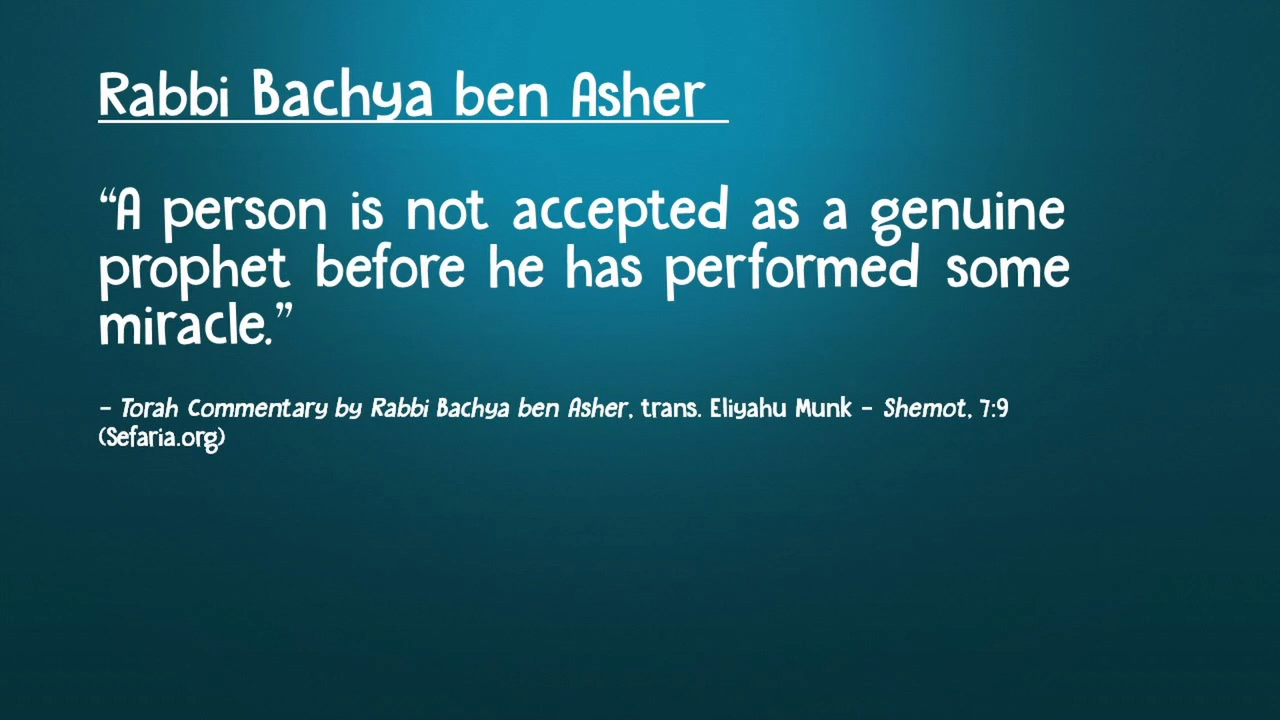 Rabbi Bachya ben Asher
“A person is not accepted as a genuine
prophet before he has performed some
miracle.”
– Torah Commentary by Rabbi Bachya ben Asher, trans. Eliyahu Munk – Shemot, 7:9
(Sefaria.org)